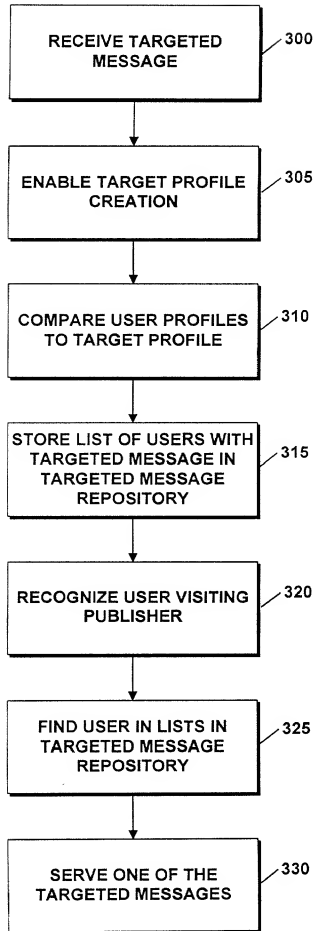 RECEIVE TARGETED
MESSAGE
300
ENABLE TARGET PROFILE
CREATION
305
COMPARE USER PROFILES
TO TARGET PROFILE
310
STORE LIST OF USERS WITH
TARGETED MESSAGE IN
TARGETED MESSAGE
REPOSITORY
315
RECOGNIZE USER VISITING
PUBLISHER
320
FIND USER IN LISTS IN
TARGETED MESSAGE
REPOSITORY
325
SERVE ONE OF THE
TARGETED MESSAGES
330